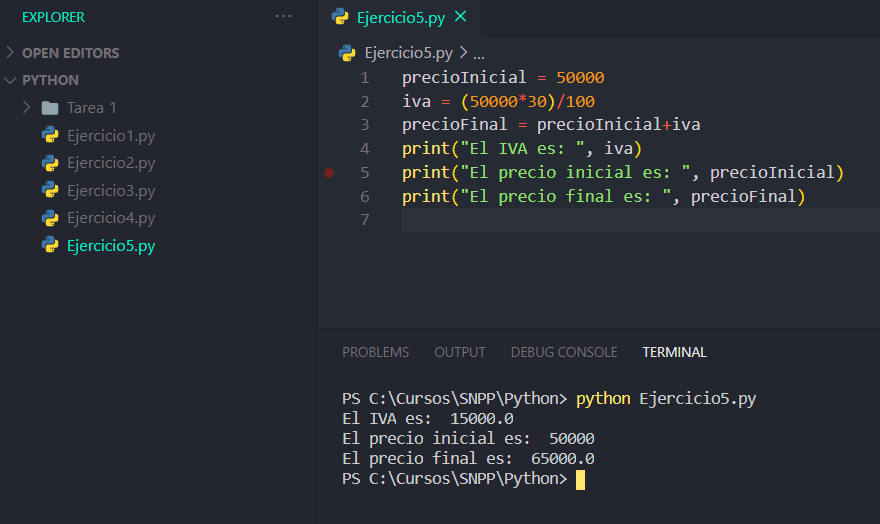 EXPLORER
...
OPEN EDITORS
PYTHON
Tarea 1
Ejercicio1.py
Ejercicio2.py
Ejercicio3.py
Ejercicio4.py
Ejercicio5.py
Ejercicio5.py
Ejercicio5.py > ...
1 precioInicial = 50000
2 iva = (50000*30)/100
3 precioFinal = precioInicial+iva
4 print("El IVA es: ", iva)
5 print("El precio inicial es: ", precioInicial)
6 print("El precio final es: ", precioFinal)
7
PROBLEMS OUTPUT DEBUG CONSOLE TERMINAL
PS C:\Cursos\SNPP\Python> python Ejercicio5.py
El IVA es:  15000.0
El precio inicial es:  50000
El precio final es:  65000.0
PS C:\Cursos\SNPP\Python>